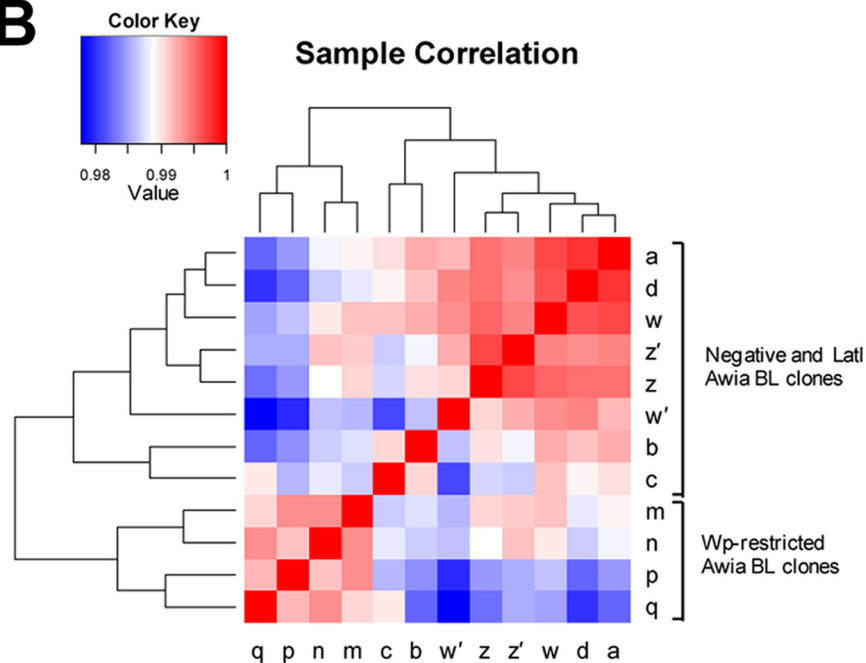 B
Color Key
0.98 0.99 1
Value
Sample Correlation
a
d
w
z′
z
w′
b
c
m
n
p
q
Negative and LatI
Awia BL clones
Wp-restricted
Awia BL clones
q p n m c b w′ z z′ w d a